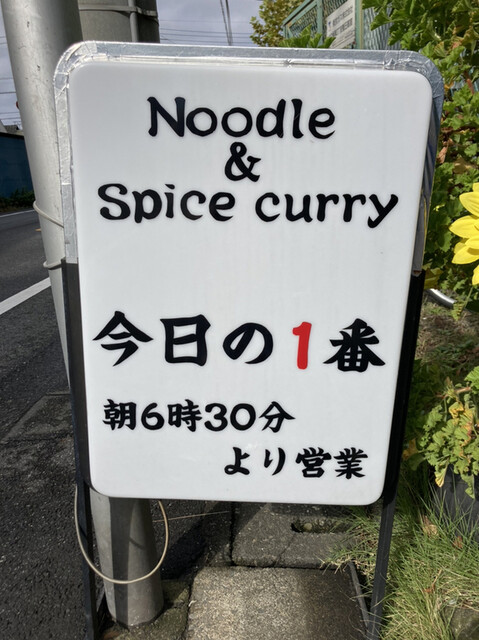 Noodle
&
Spice curry
今日の1番
朝6時30分
より営業